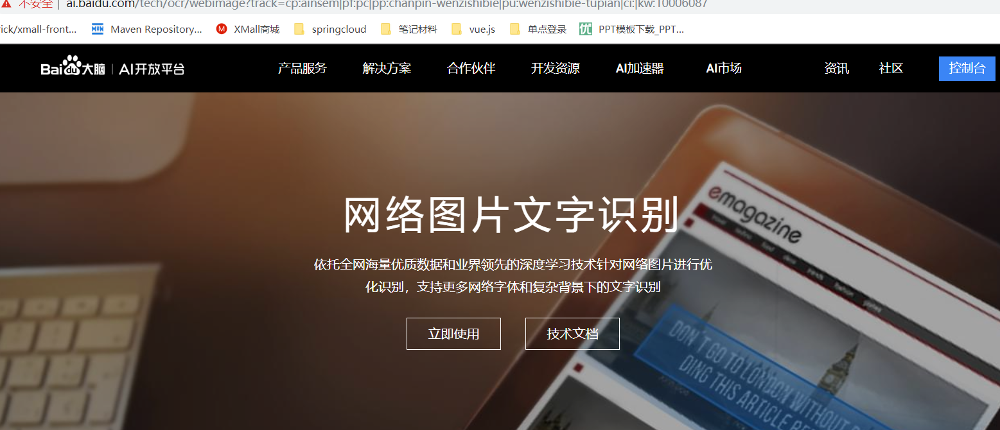 不安全 | ai.baidu.com/tech/ocr/webimage?track=cp:ainsem|pf:pc|pp:chanpin-wenzishibie|pu:wenzishibie-tupian|ci:|kw:10006087
rick/xmall-front... MVN Maven Repository... M XMall商城 springcloud 笔记材料 vue.js 单点登录 优 PPT模板下载_PPT...
Bai du 大脑 | AI开放平台 产品服务 解决方案 合作伙伴 开发资源 AI加速器 AI市场 资讯 社区 控制台
emagazine
网络图片文字识别
依托全网海量优质数据和业界领先的深度学习技术针对网络图片进行优
化识别，支持更多网络字体和复杂背景下的文字识别
立即使用 技术文档
DON'T GO TO LONDON WITHOUT
DING THIS ARTICLE